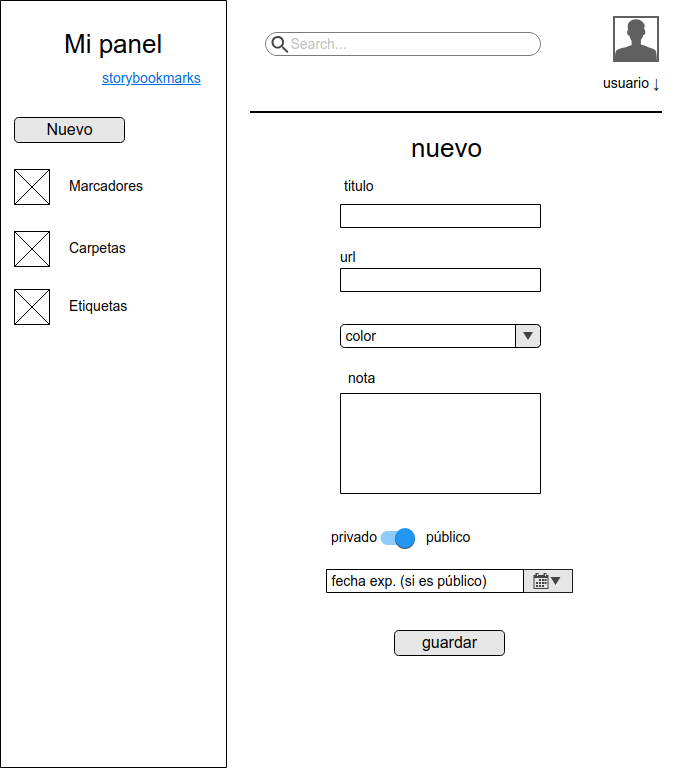 Mi panel
storybookmarks
Nuevo
Marcadores
Carpetas
Etiquetas
Search...
usuario ↓
nuevo
titulo
url
color
nota
privado
público
fecha exp. (si es público)
guardar